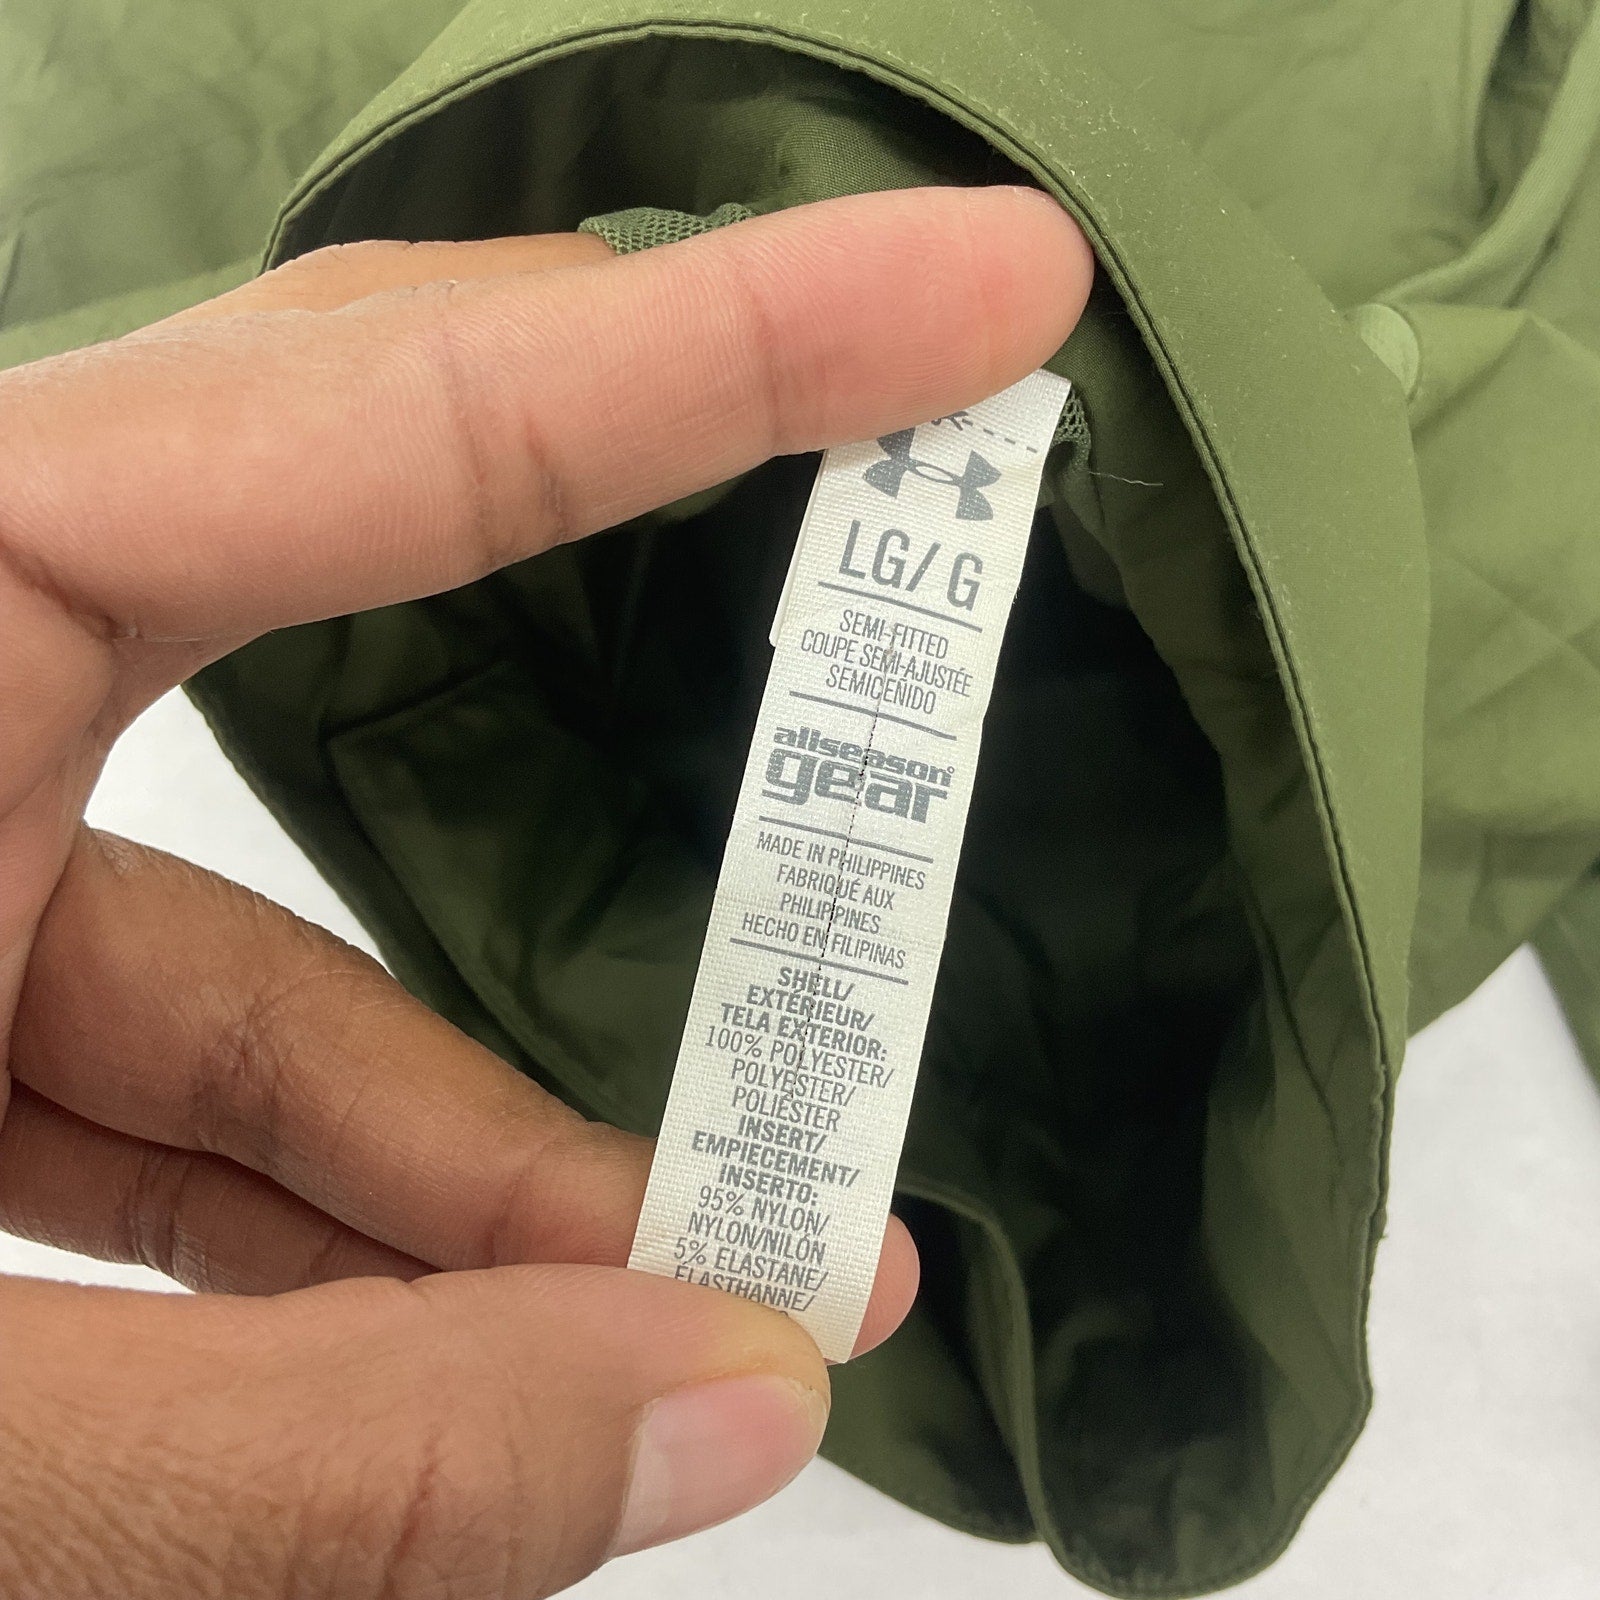 LG/ G
SEMI-FITTED
COUPE SEMI-AJUSTÉE
SEMICEÑIDO
allseason
gear
MADE IN PHILIPPINES
FABRIQUÉ AUX
PHILIPPINES
HECHO EN FILIPINAS
SHELL/
EXTÉRIEUR/
TELA EXTERIOR:
100% POLYESTER/
POLYESTER/
POLIÉSTER
INSERT/
EMPIECEMENT/
INSERTO:
95% NYLON/
NYLON/NILÓN
5% ELASTANE/
ELASTHANNE/